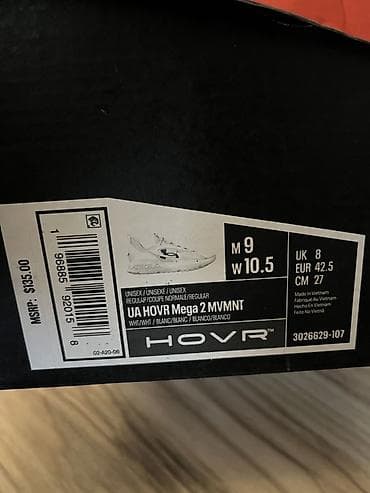 MSRP: $135.00
1 96885 92015 8
02-A20-06
UNISEX / UNISEXE / UNISEX
REGULAR/COUPE NORMALE/REGULAR
UA HOVR Mega 2 MVMNT
WHT/WHT / BLANC/BLANC / BLANCO/BLANCO
HOVR™
M 9
W 10.5
UK 8
EUR 42.5
CM 27
Made in Vietnam
Fabriqué Au Vietnam
Hecho En Vietnam
Feito No Vietnã
3026629-107